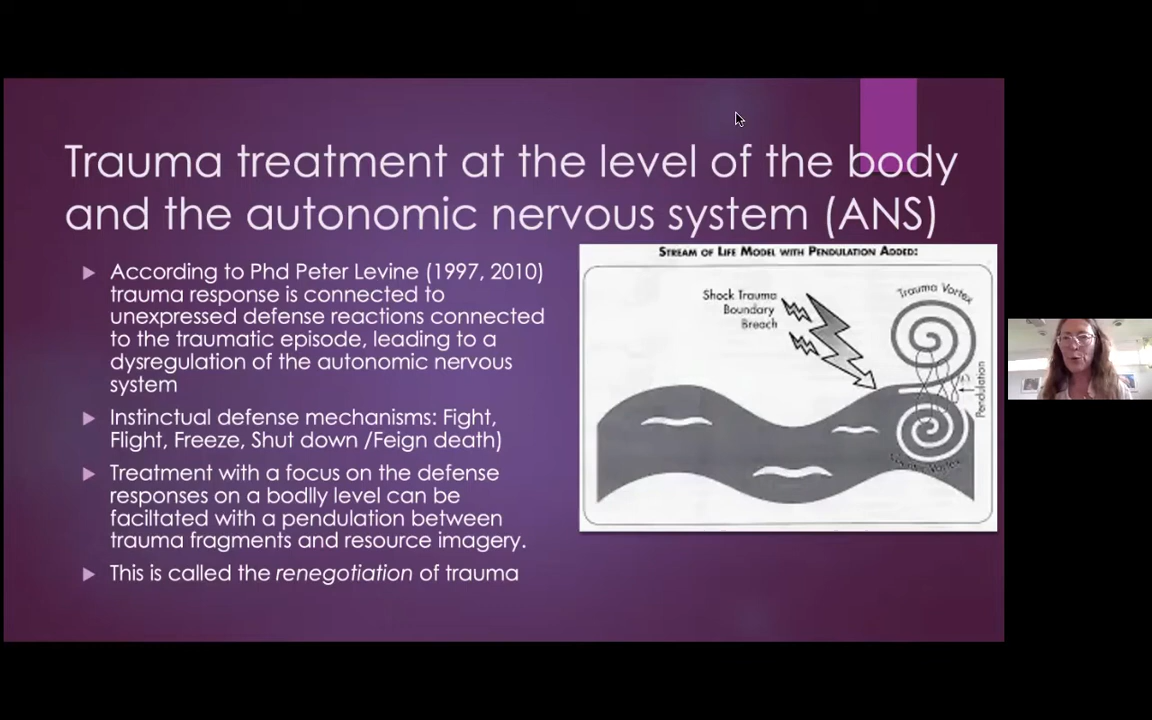 Trauma treatment at the level of the body
and the autonomic nervous system (ANS)
According to Phd Peter Levine (1997, 2010)
trauma response is connected to
unexpressed defense reactions connected
to the traumatic episode, leading to a
dysregulation of the autonomic nervous
system
Instinctual defense mechanisms: Fight,
Flight, Freeze, Shut down /Feign death)
Treatment with a focus on the defense
responses on a bodlly level can be
faciltated with a pendulation between
trauma fragments and resource imagery.
This is called the renegotiation of trauma
STREAM OF LIFE MODEL WITH PENDULATION ADDED:
Shock Trauma
Boundary
Breach
Trauma Vortex
Pendulation
Vortex